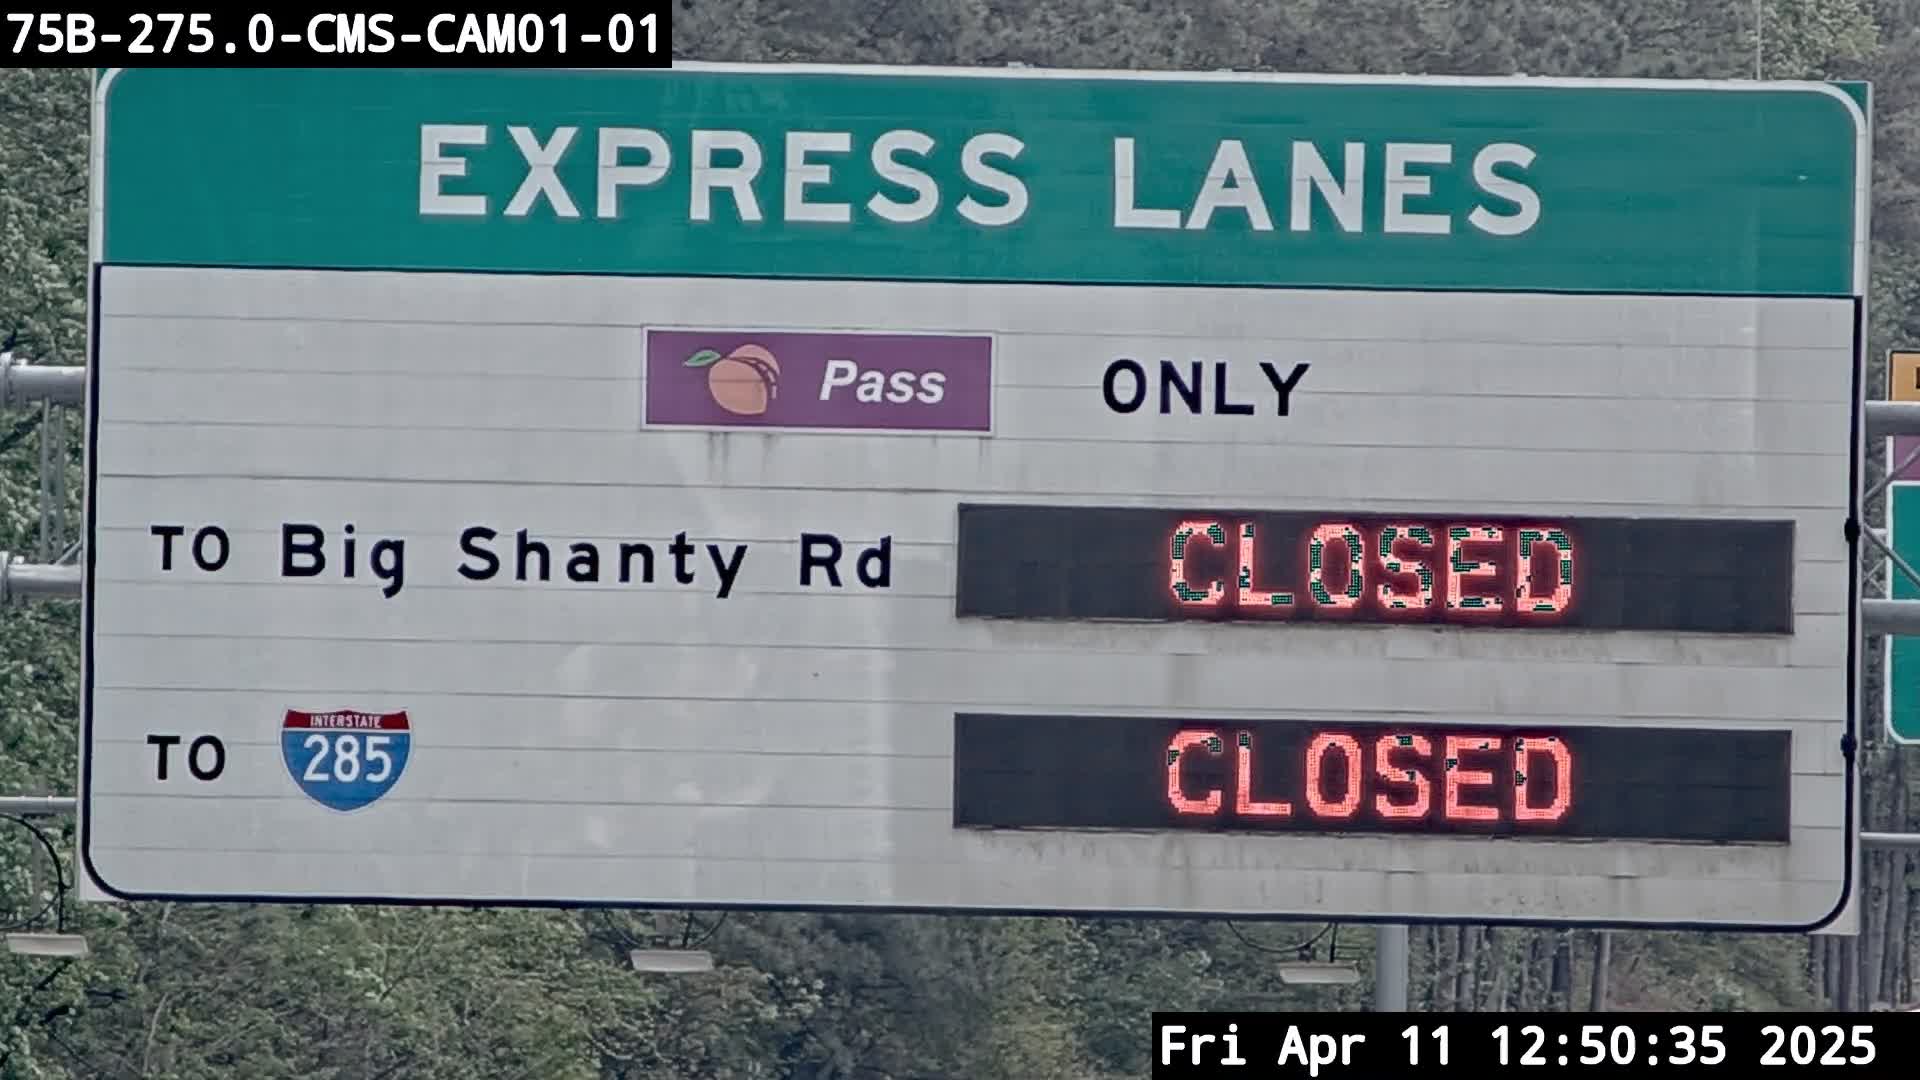 75B-275.0-CMS-CAM01-01
EXPRESS LANES
Pass ONLY
TO Big Shanty Rd CLOSED
TO INTERSTATE 285 CLOSED
Fri Apr 11 12:50:35 2025